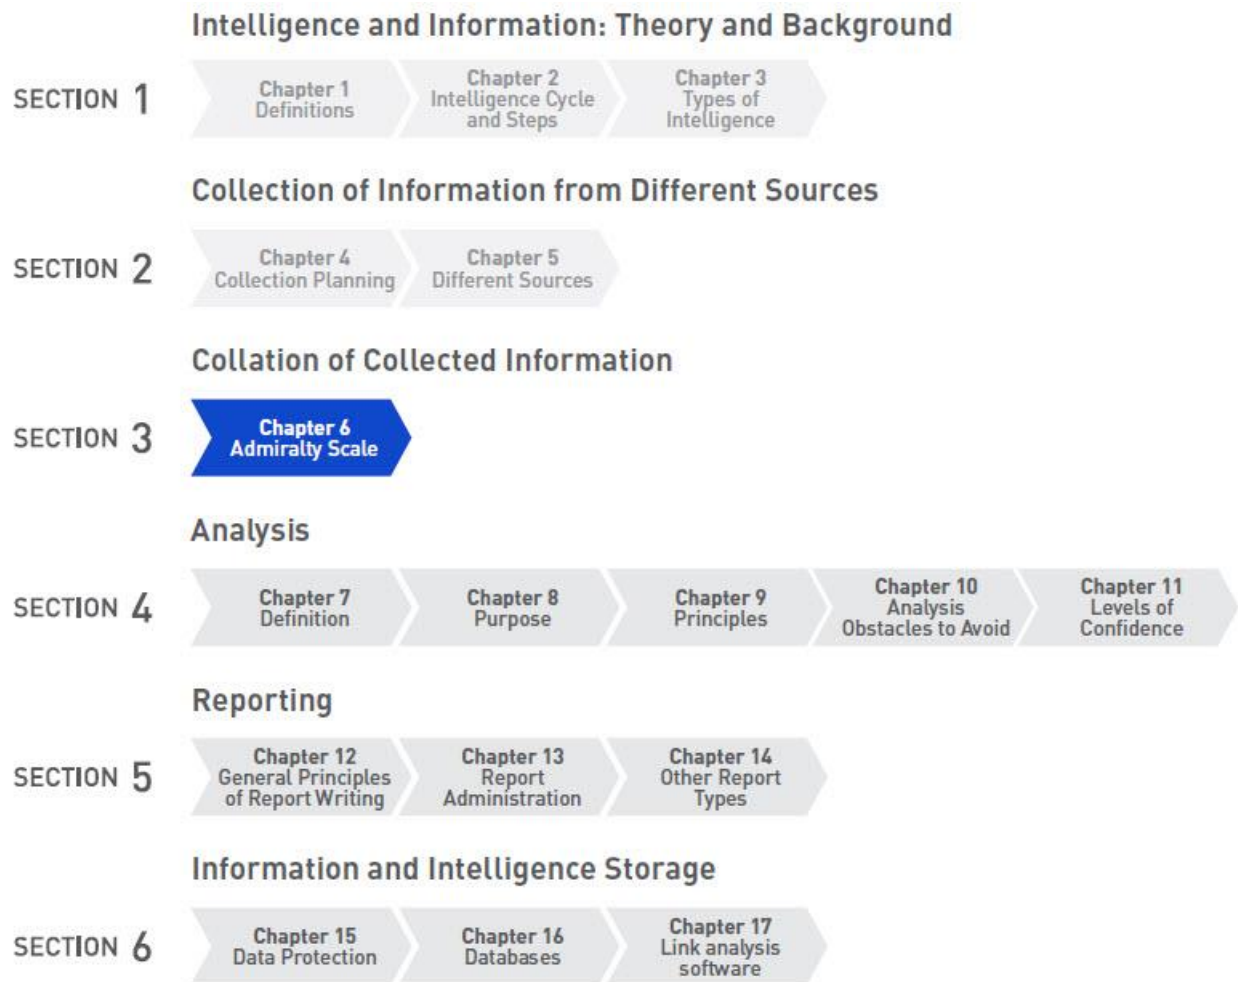 Intelligence and Information: Theory and Background
SECTION 1
Chapter 1
Definitions
Chapter 2
Intelligence Cycle
and Steps
Chapter 3
Types of
Intelligence
Collection of Information from Different Sources
SECTION 2
Chapter 4
Collection Planning
Chapter 5
Different Sources
Collation of Collected Information
SECTION 3
Chapter 6
Admiralty Scale
Analysis
SECTION 4
Chapter 7
Definition
Chapter 8
Purpose
Chapter 9
Principles
Chapter 10
Analysis
Obstacles to Avoid
Chapter 11
Levels of
Confidence
Reporting
SECTION 5
Chapter 12
General Principles
of Report Writing
Chapter 13
Report
Administration
Chapter 14
Other Report
Types
Information and Intelligence Storage
SECTION 6
Chapter 15
Data Protection
Chapter 16
Databases
Chapter 17
Link analysis
software